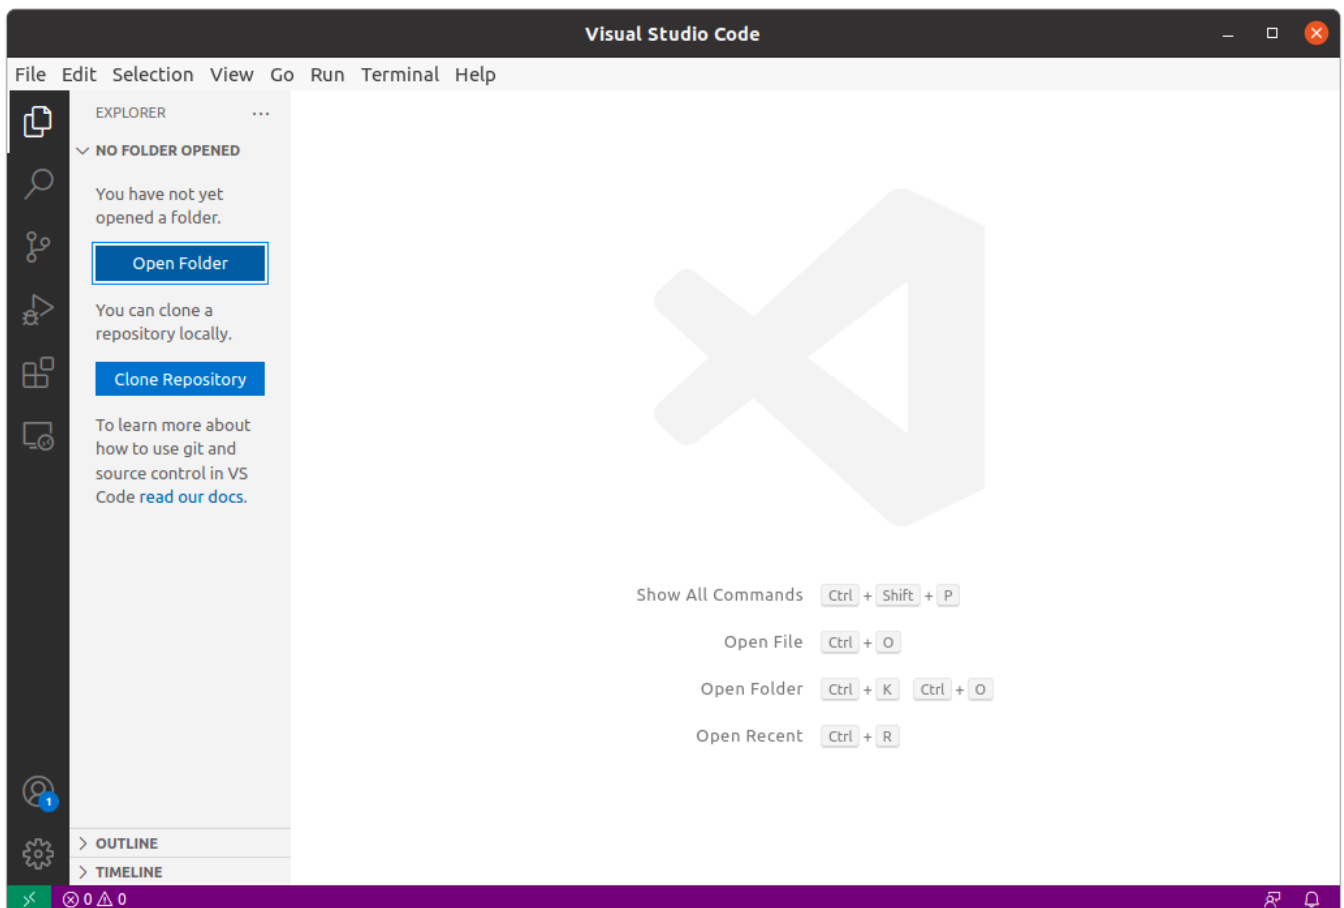 Visual Studio Code
File Edit Selection View Go Run Terminal Help
EXPLORER
NO FOLDER OPENED
You have not yet
opened a folder.
Open Folder
You can clone a
repository locally.
Clone Repository
To learn more about
how to use git and
source control in VS
Code read our docs.
Show All Commands Ctrl + Shift + P
Open File Ctrl + O
Open Folder Ctrl + K Ctrl + O
Open Recent Ctrl + R
1
OUTLINE
TIMELINE
0 0